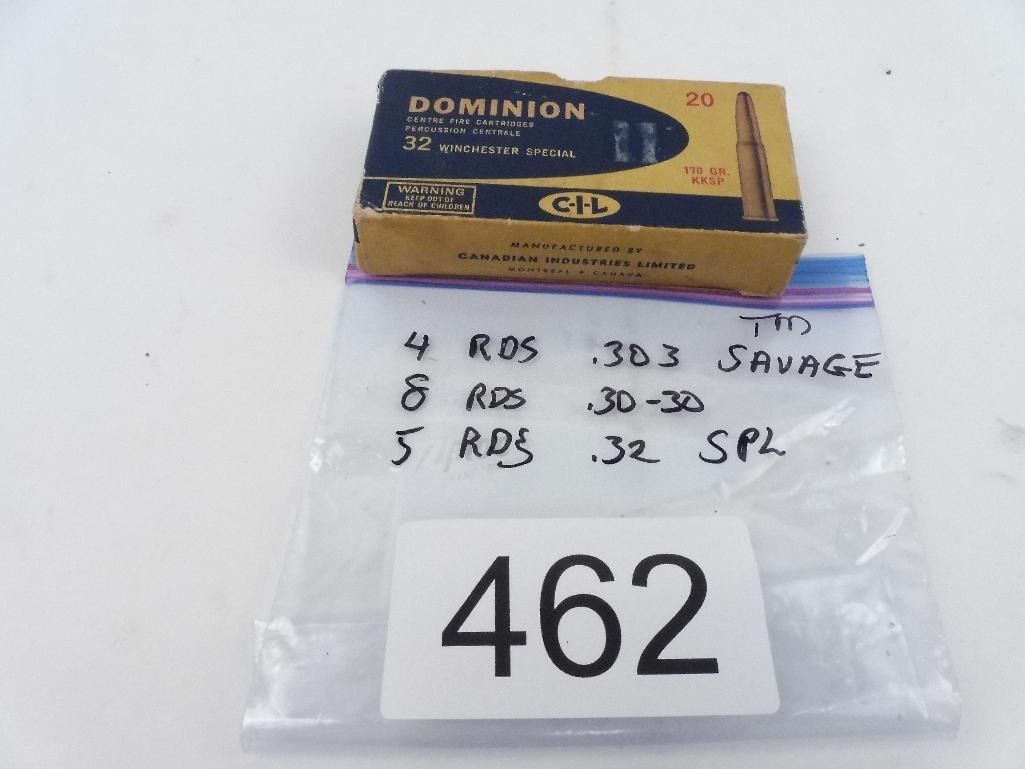 DOMINION
CENTRE FIRE CARTRIDGES
PERCUSSION CENTRALE
32 WINCHESTER SPECIAL
20
170 GR.
KKSP
WARNING
KEEP OUT OF
REACH OF CHILDREN
C-I-L
MANUFACTURED BY
CANADIAN INDUSTRIES LIMITED
MONTREAL • CANADA
TM
4 RDS .303 SAVAGE
8 RDS .30-30
5 RDS .32 SPL
462